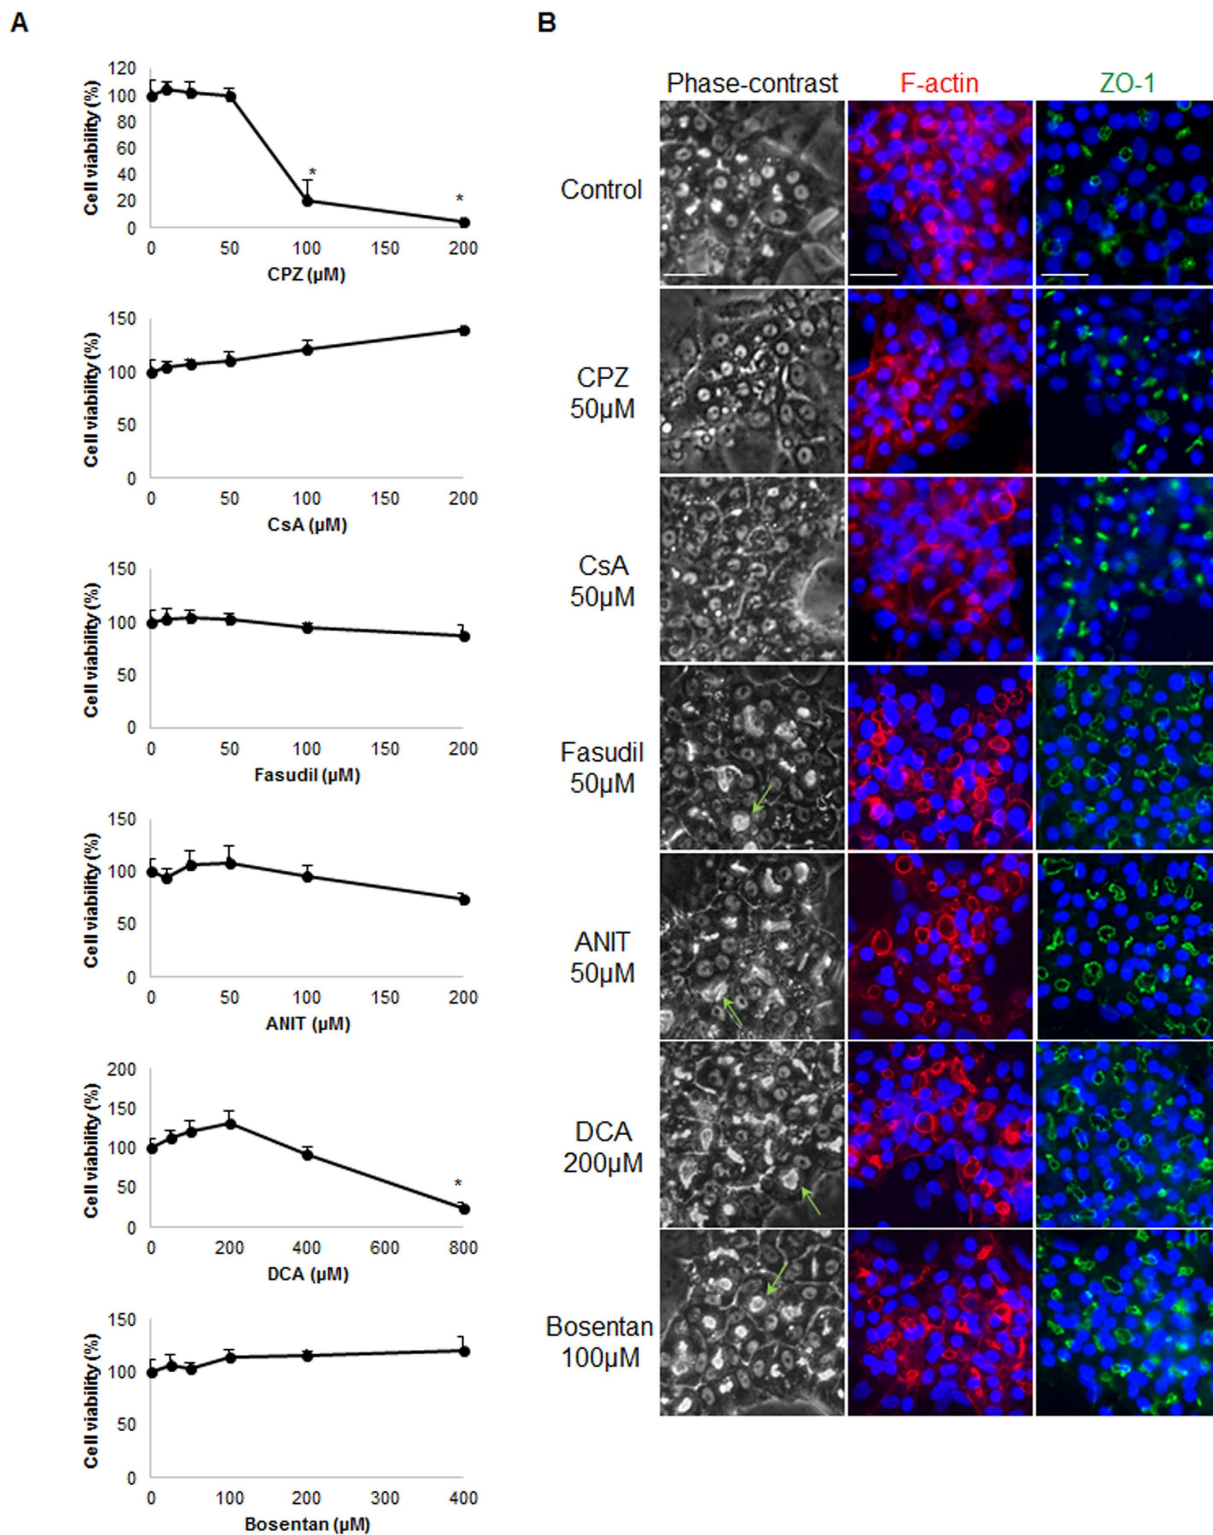 A
120
100
80
60
40
20
0
Cell viability (%)
*
*
0 50 100 150 200
CPZ (µM)
150
100
50
0
Cell viability (%)
0 50 100 150 200
CsA (µM)
150
100
50
0
Cell viability (%)
0 50 100 150 200
Fasudil (µM)
150
100
50
0
Cell viability (%)
0 50 100 150 200
ANIT (µM)
200
150
100
50
0
Cell viability (%)
*
0 200 400 600 800
DCA (µM)
150
100
50
0
Cell viability (%)
0 100 200 300 400
Bosentan (µM)
B
Phase-contrast F-actin ZO-1
Control
CPZ
50µM
CsA
50µM
Fasudil
50µM
ANIT
50µM
DCA
200µM
Bosentan
100µM